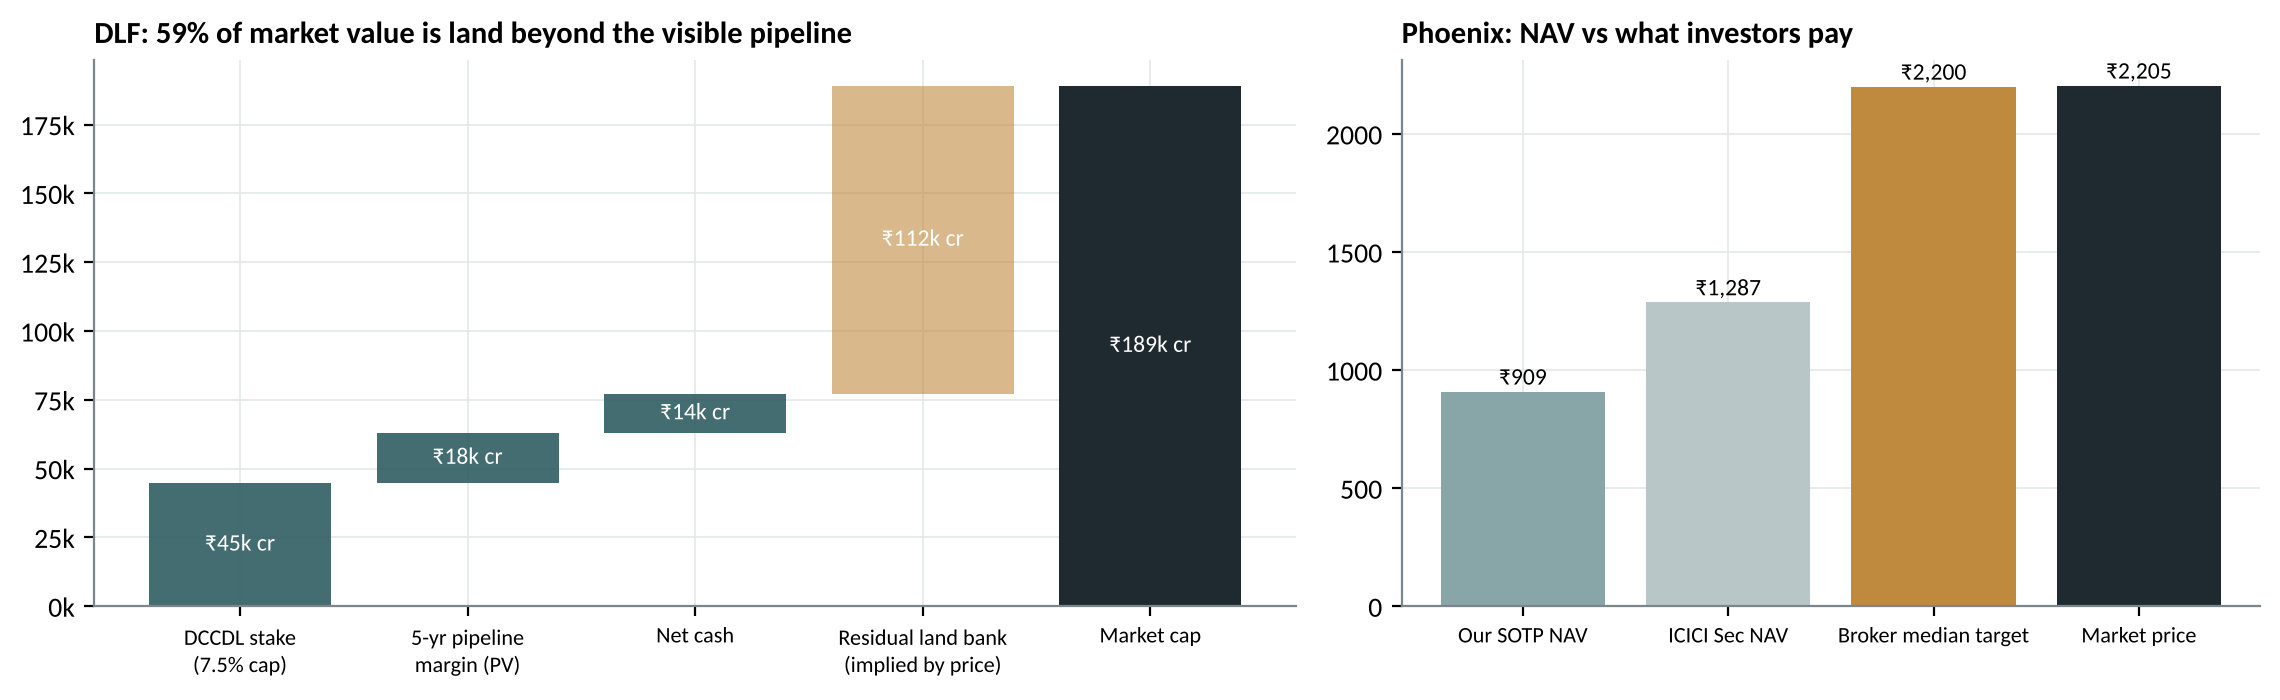 DLF: 59% of market value is land beyond the visible pipeline
175k
150k
125k
100k
75k
50k
25k
0k
₹45k cr
₹18k cr
₹14k cr
₹112k cr
₹189k cr
DCCDL stake
(7.5% cap)
5-yr pipeline
margin (PV)
Net cash
Residual land bank
(implied by price)
Market cap
Phoenix: NAV vs what investors pay
2000
1500
1000
500
0
₹909
₹1,287
₹2,200
₹2,205
Our SOTP NAV
ICICI Sec NAV
Broker median target
Market price